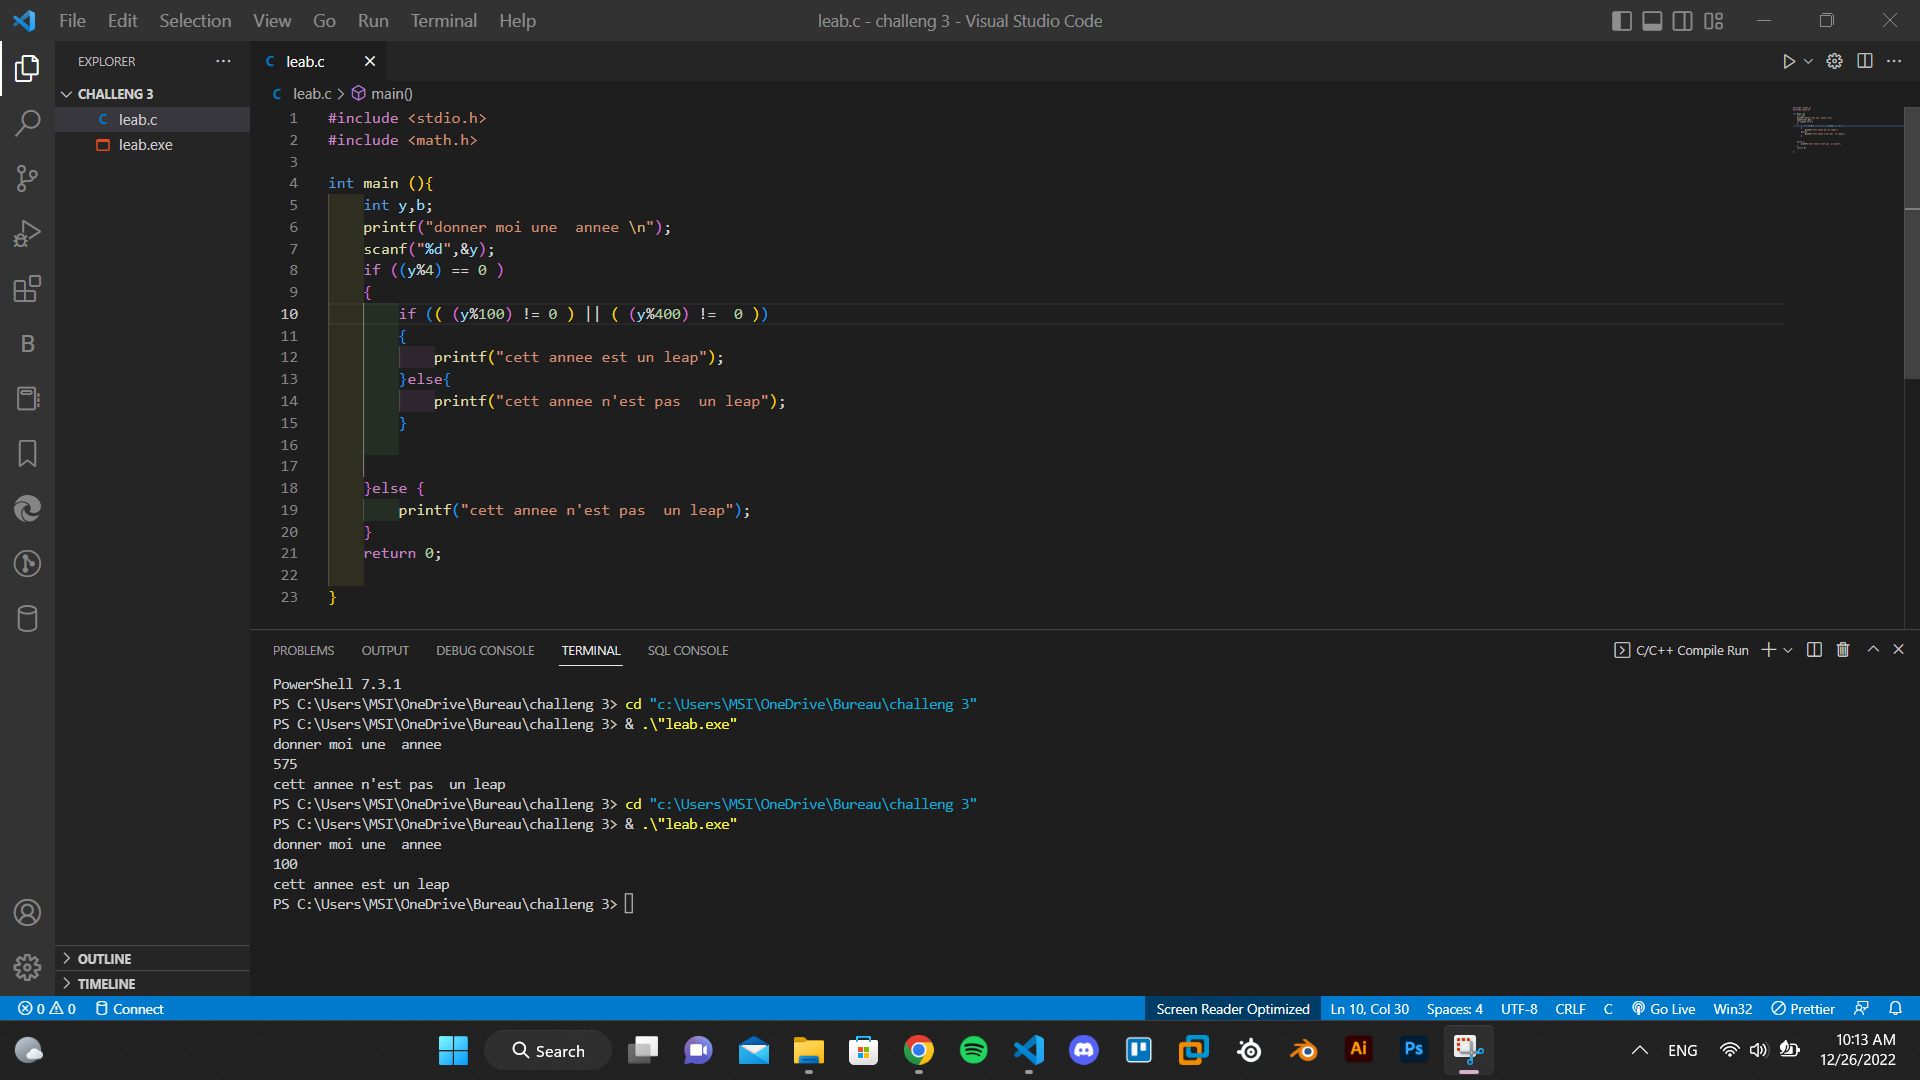 File Edit Selection View Go Run Terminal Help
leab.c - challeng 3 - Visual Studio Code
EXPLORER
CHALLENG 3
leab.c
leab.exe
OUTLINE
TIMELINE
leab.c
leab.c > main()
1 #include <stdio.h>
2 #include <math.h>
3
4 int main (){
5 int y,b;
6 printf("donner moi une  annee \n");
7 scanf("%d",&y);
8 if ((y%4) == 0 )
9 {
10 if (( (y%100) != 0 ) || ( (y%400) !=  0 ))
11 {
12 printf("cett annee est un leap");
13 }else{
14 printf("cett annee n'est pas  un leap");
15 }
16
17
18 }else {
19 printf("cett annee n'est pas  un leap");
20 }
21 return 0;
22
23 }
PROBLEMS OUTPUT DEBUG CONSOLE TERMINAL SQL CONSOLE
C/C++ Compile Run
PowerShell 7.3.1
PS C:\Users\MSI\OneDrive\Bureau\challeng 3> cd "c:\Users\MSI\OneDrive\Bureau\challeng 3"
PS C:\Users\MSI\OneDrive\Bureau\challeng 3> & .\"leab.exe"
donner moi une  annee
575
cett annee n'est pas  un leap
PS C:\Users\MSI\OneDrive\Bureau\challeng 3> cd "c:\Users\MSI\OneDrive\Bureau\challeng 3"
PS C:\Users\MSI\OneDrive\Bureau\challeng 3> & .\"leab.exe"
donner moi une  annee
100
cett annee est un leap
PS C:\Users\MSI\OneDrive\Bureau\challeng 3>
0 0 Connect
Screen Reader Optimized Ln 10, Col 30 Spaces: 4 UTF-8 CRLF C Go Live Win32 Prettier
Search
Ai
Ps
ENG
10:13 AM
12/26/2022